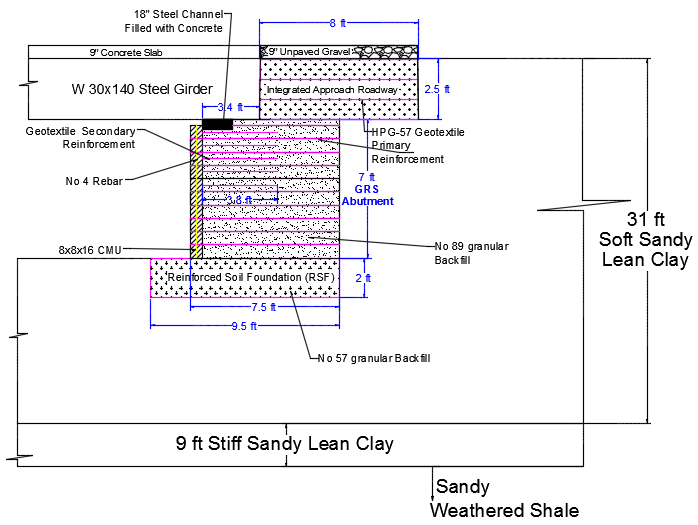 18" Steel Channel
Filled with Concrete
8 ft
9" Concrete Slab
9" Unpaved Gravel
W 30x140 Steel Girder
Integrated Approach Roadway
2.5 ft
3.4 ft
Geotextile Secondary
Reinforcement
HPG-57 Geotextile
Primary
Reinforcement
No 4 Rebar
7 ft
GRS
Abutment
31 ft
Soft Sandy
Lean Clay
8x8x16 CMU
No 89 granular
Backfill
Reinforced Soil Foundation (RSF)
2 ft
7.5 ft
9.5 ft
No 57 granular Backfill
9 ft Stiff Sandy Lean Clay
Sandy
Weathered Shale